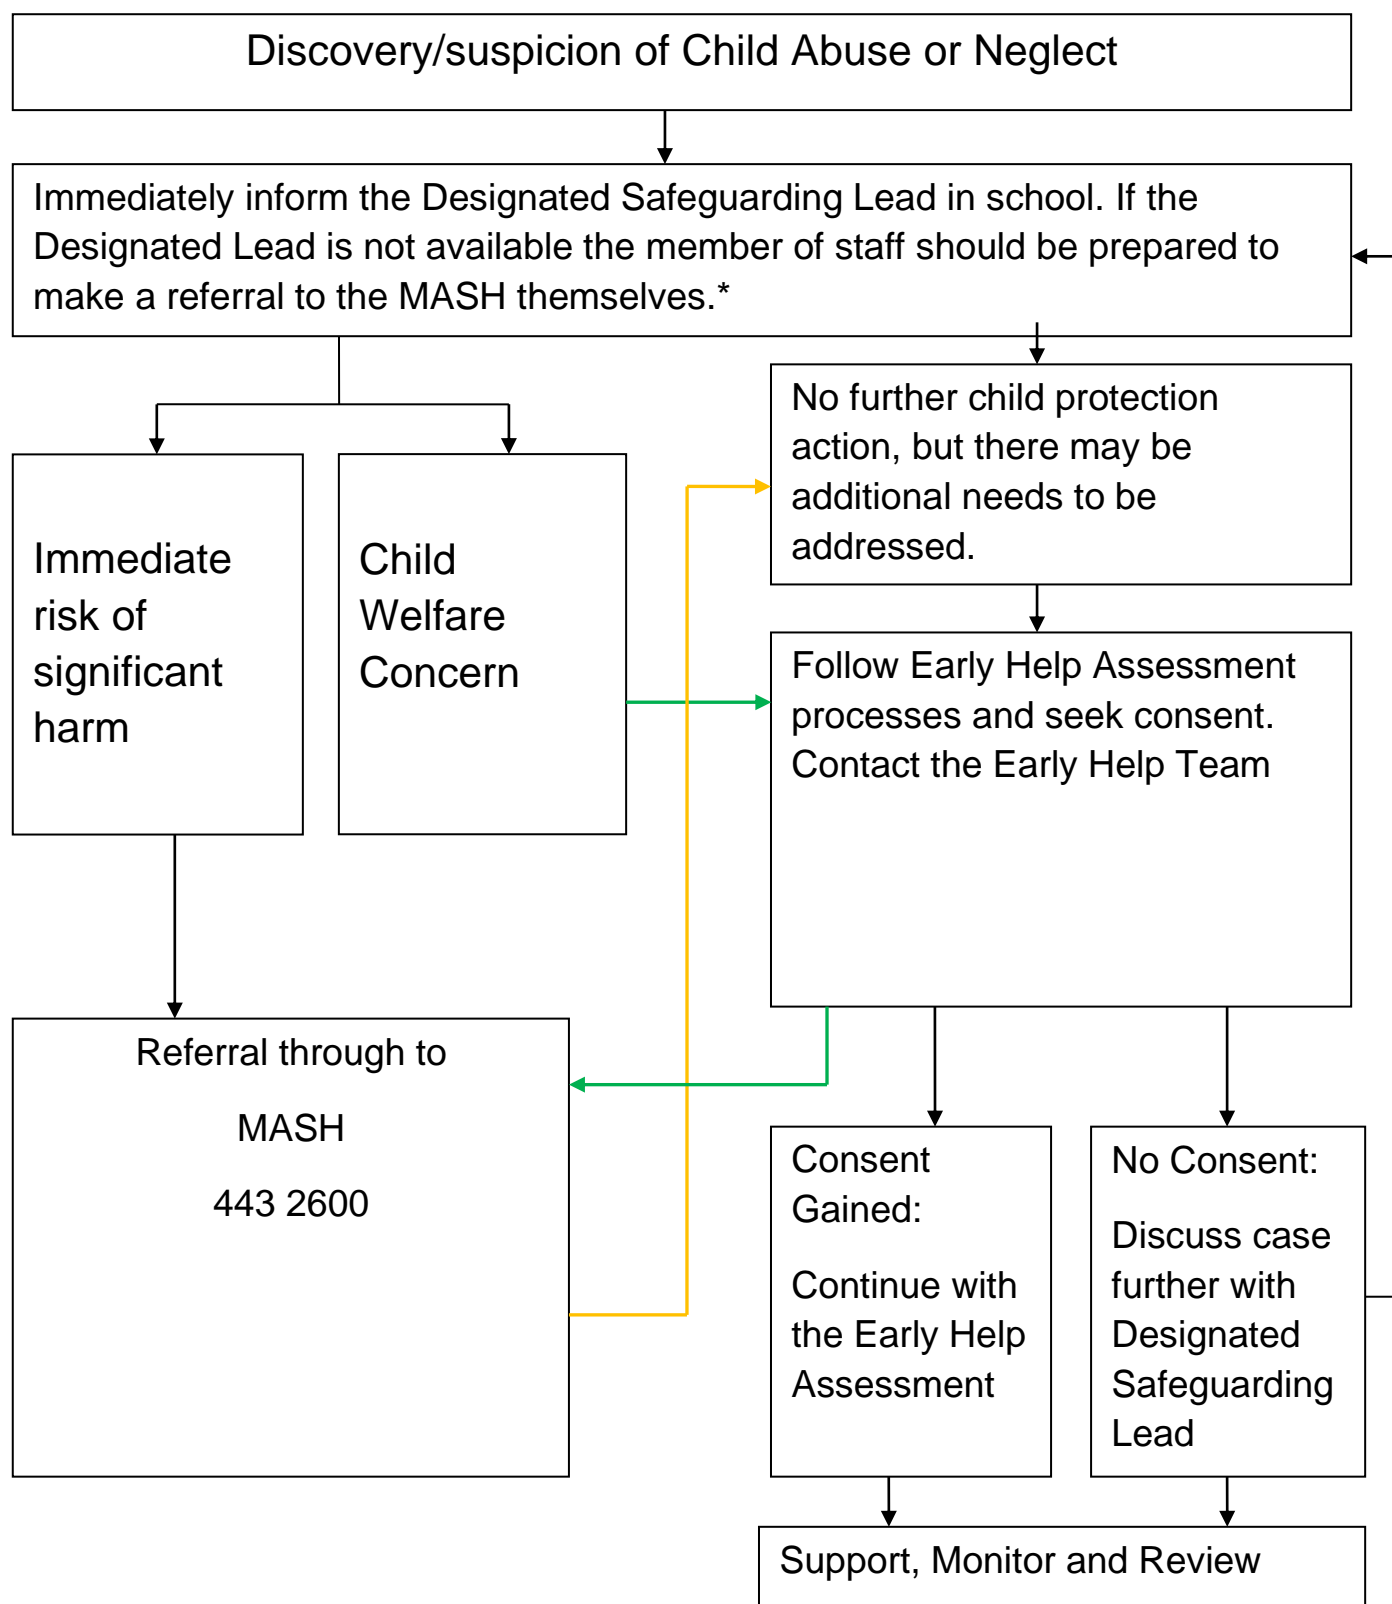 Discovery/suspicion of Child Abuse or Neglect
Immediately inform the Designated Safeguarding Lead in school. If the
Designated Lead is not available the member of staff should be prepared to
make a referral to the MASH themselves.*
No further child protection
action, but there may be
additional needs to be
addressed.
Immediate
risk of
significant
harm
Child
Welfare
Concern
Follow Early Help Assessment
processes and seek consent.
Contact the Early Help Team
Referral through to
MASH
443 2600
Consent
Gained:
Continue with
the Early Help
Assessment
No Consent:
Discuss case
further with
Designated
Safeguarding
Lead
Support, Monitor and Review